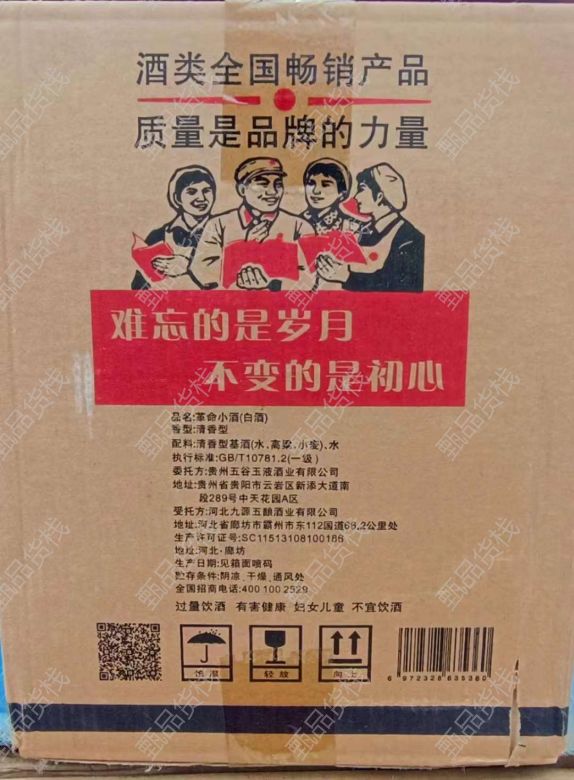 酒类全国畅销产品
质量是品牌的力量
难忘的是岁月
不变的是初心
品名:革命小酒(白酒)
香型:清香型
配料:清香型基酒(水、高粱、小麦)、水
执行标准:GB/T10781.2(一级)
委托方:贵州五谷玉液酒业有限公司
地址:贵州省贵阳市云岩区新添大道南
段289号中天花园A区
受托方:河北九源五酿酒业有限公司
地址:河北省廊坊市霸州市东112国道68.2公里处
生产许可证号:SC11513108100186
产地:河北·廊坊
生产日期:见箱面喷码
贮存条件:阴凉、干燥、通风处
全国招商电话:400 100 2529
过量饮酒 有害健康 妇女儿童 不宜饮酒
怕湿
轻放
向上
6 972328 635360
甄品货栈